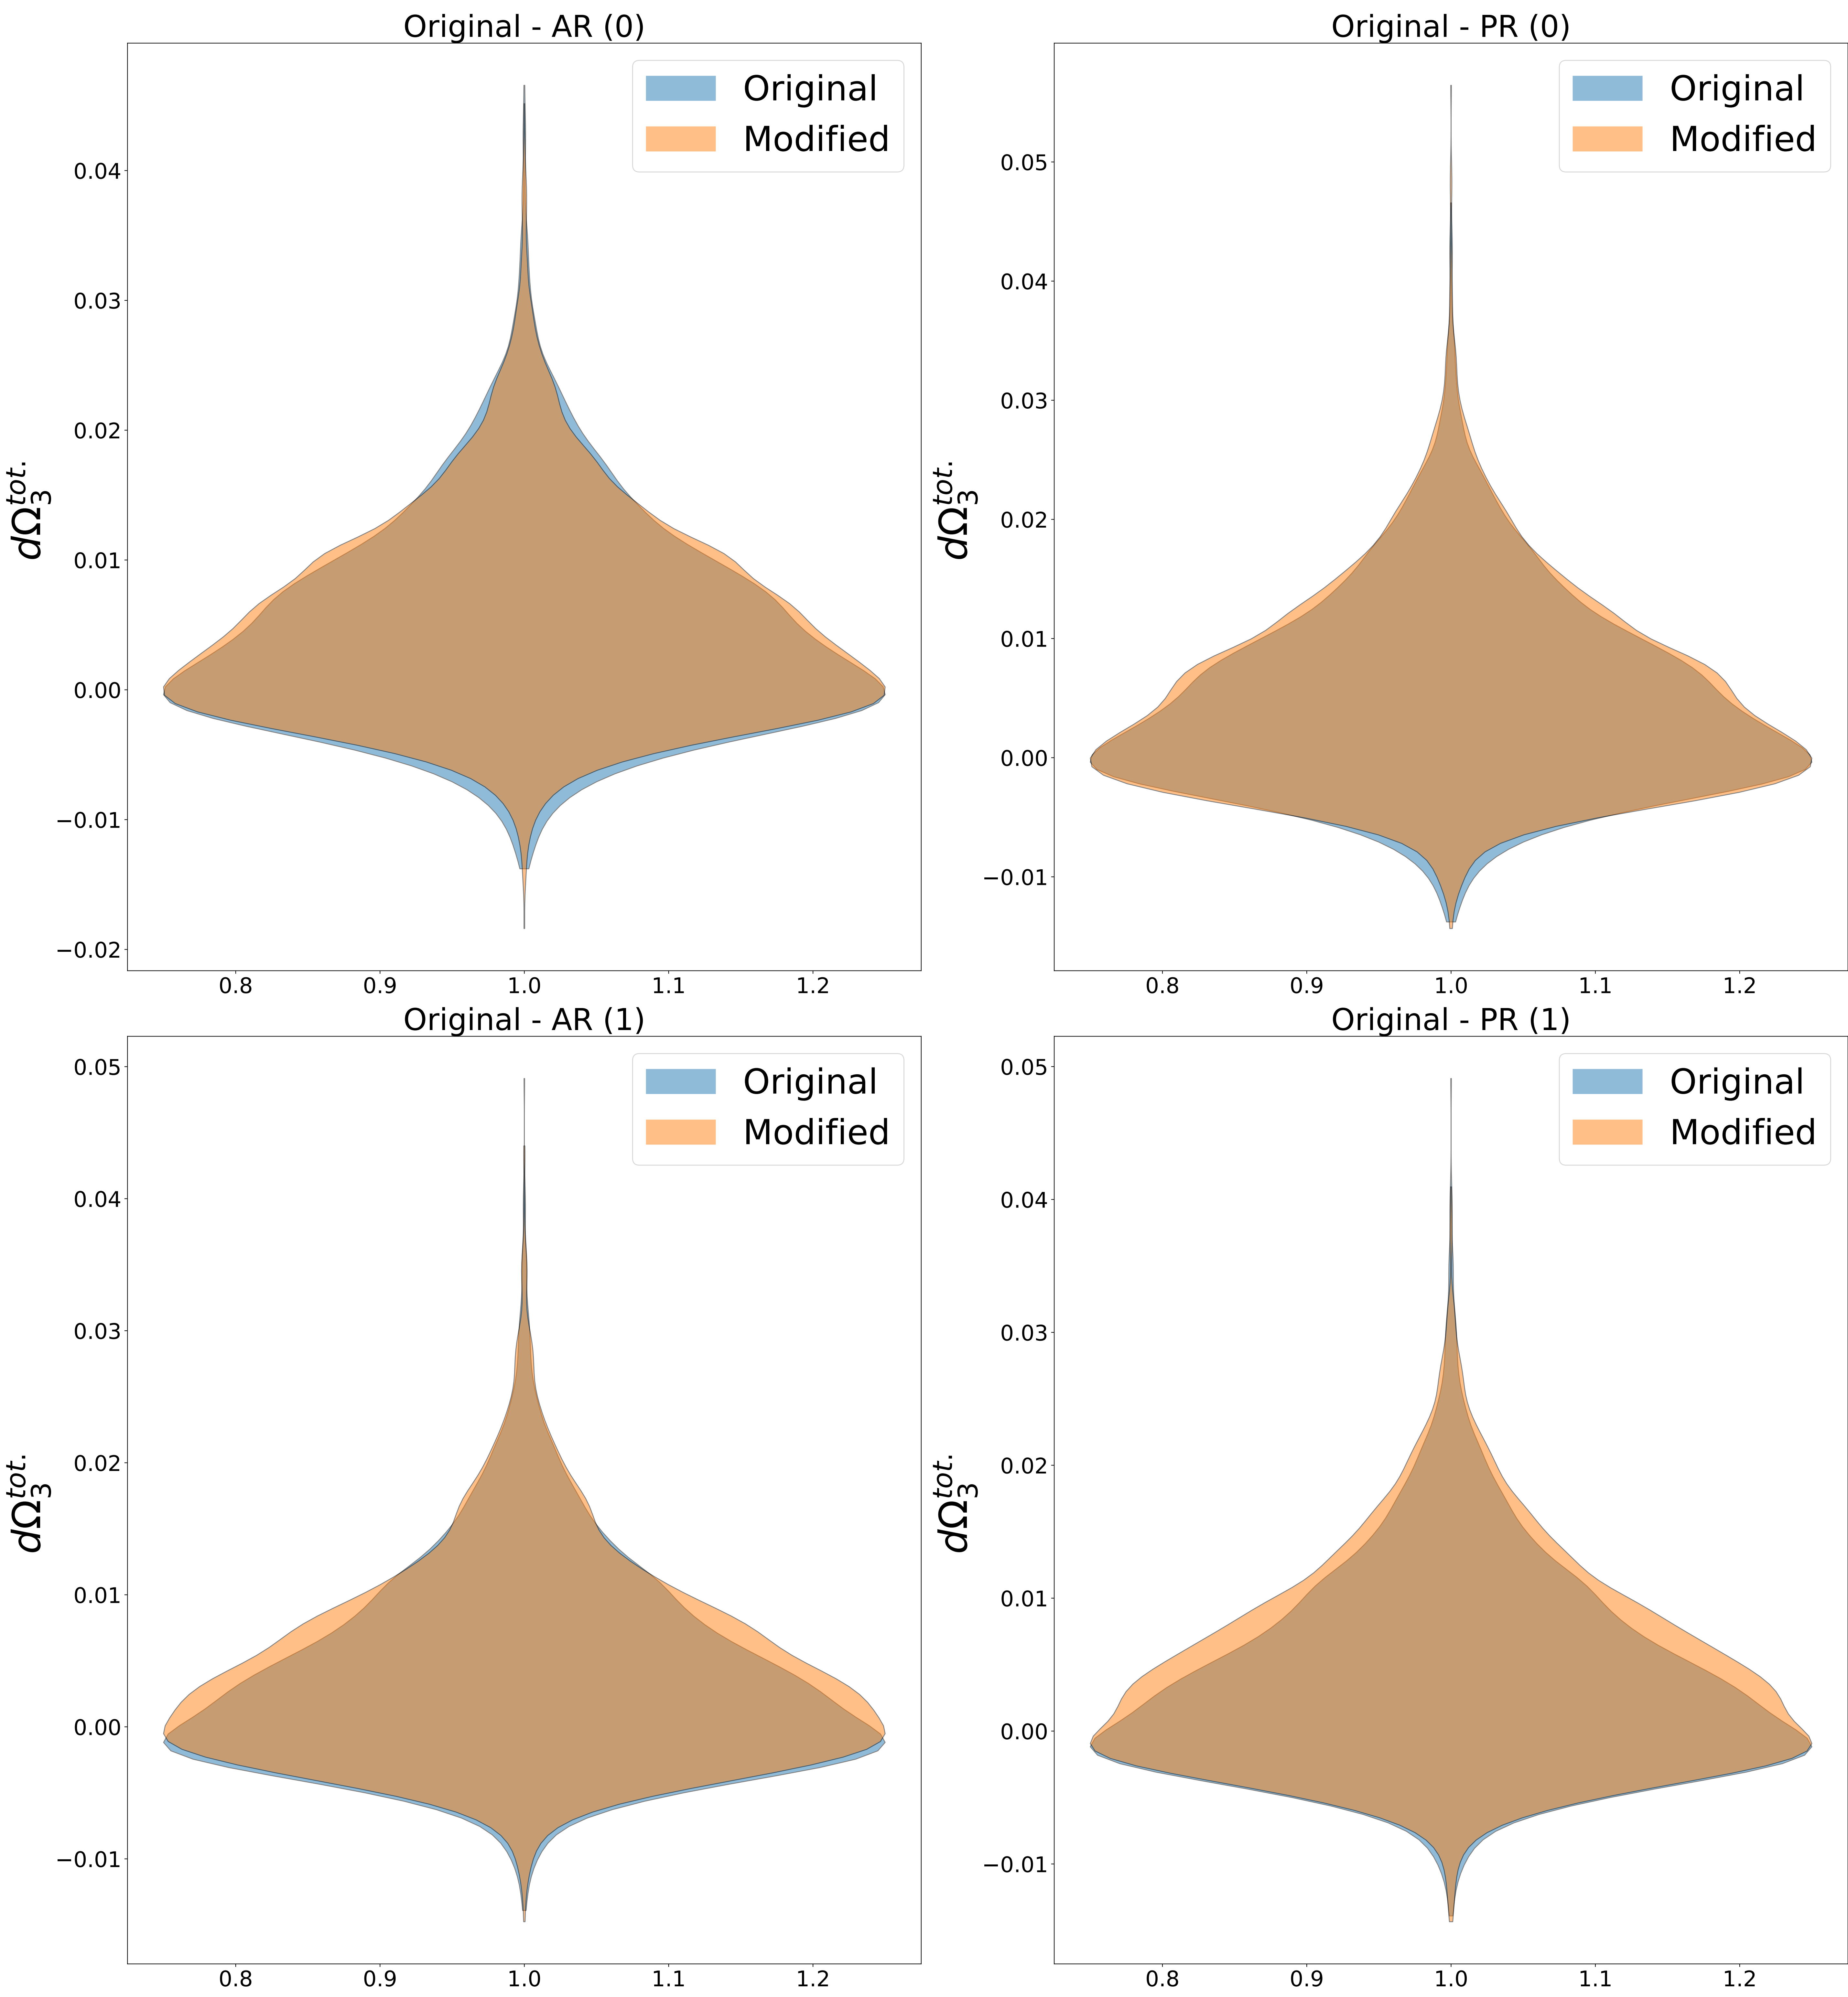 Original - AR (0)
Original
Modified
0.04
0.03
0.02
0.01
0.00
−0.01
−0.02
dΩ₃ᵗᵒᵗ·
0.8 0.9 1.0 1.1 1.2
Original - PR (0)
Original
Modified
0.05
0.04
0.03
0.02
0.01
0.00
−0.01
dΩ₃ᵗᵒᵗ·
0.8 0.9 1.0 1.1 1.2
Original - AR (1)
Original
Modified
0.05
0.04
0.03
0.02
0.01
0.00
−0.01
dΩ₃ᵗᵒᵗ·
0.8 0.9 1.0 1.1 1.2
Original - PR (1)
Original
Modified
0.05
0.04
0.03
0.02
0.01
0.00
−0.01
dΩ₃ᵗᵒᵗ·
0.8 0.9 1.0 1.1 1.2